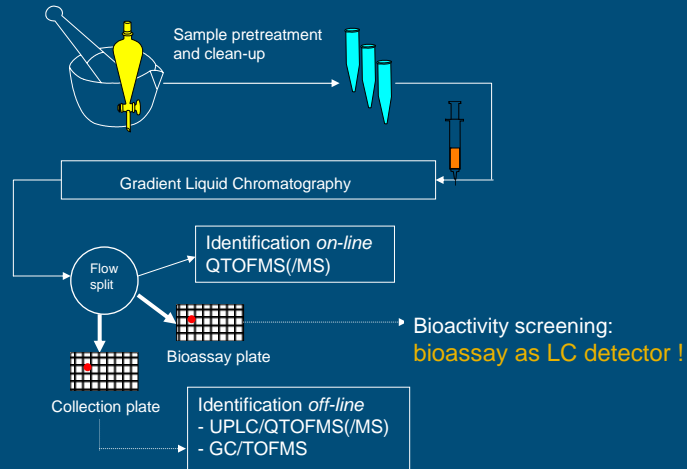 Sample pretreatment
and clean-up
Gradient Liquid Chromatography
Identification on-line
QTOFMS(/MS)
Flow
split
Bioactivity screening:
bioassay as LC detector !
Bioassay plate
Collection plate
Identification off-line
- UPLC/QTOFMS(/MS)
- GC/TOFMS